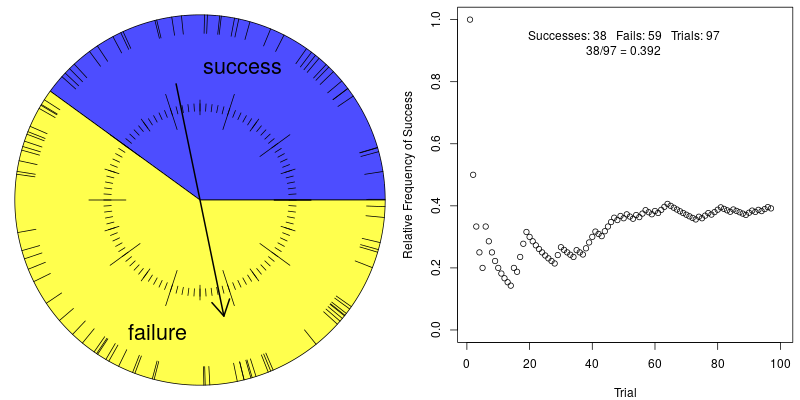 success
failure
Successes: 38 Fails: 59 Trials: 97
38/97 = 0.392
Relative Frequency of Success
1.0
0.8
0.6
0.4
0.2
0.0
0 20 40 60 80 100
Trial